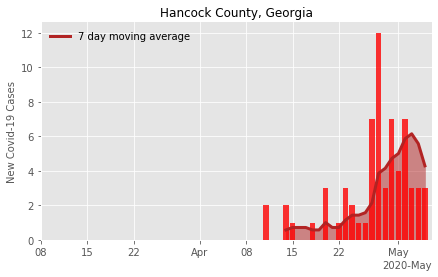 Hancock County, Georgia
7 day moving average
New Covid-19 Cases
12
10
8
6
4
2
0
08 15 22 Apr 08 15 22 May
2020-May